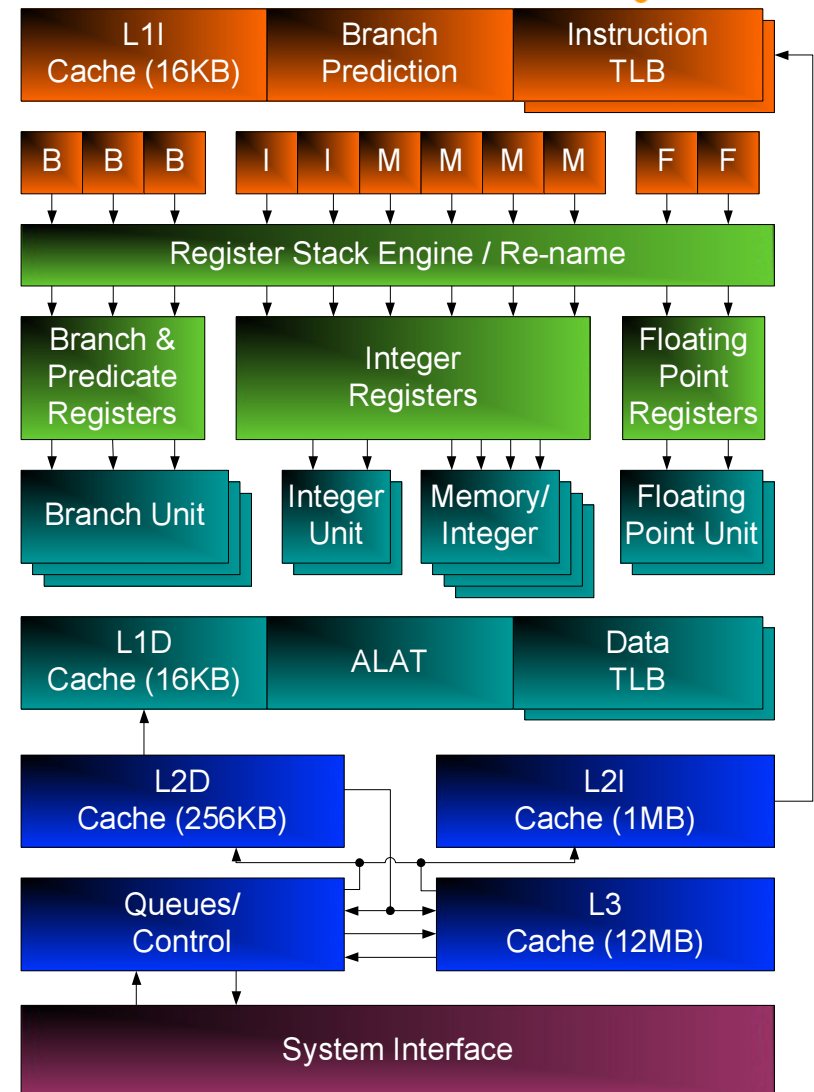 L1I
Cache (16KB)
Branch
Prediction
Instruction
TLB
B B B I I M M M M F F
Register Stack Engine / Re-name
Branch &
Predicate
Registers
Integer
Registers
Floating
Point
Registers
Branch Unit
Integer
Unit
Memory/
Integer
Floating
Point Unit
L1D
Cache (16KB)
ALAT
Data
TLB
L2D
Cache (256KB)
L2I
Cache (1MB)
Queues/
Control
L3
Cache (12MB)
System Interface